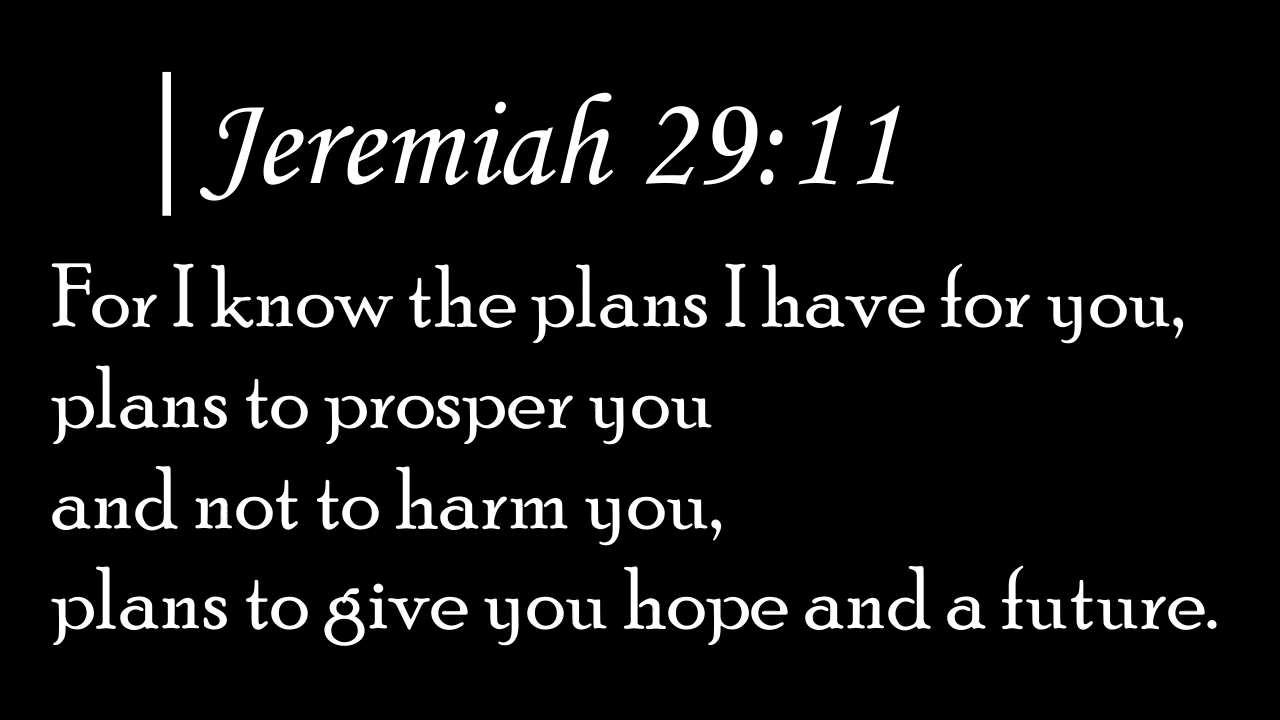 Jeremiah 29:11
For I know the plans I have for you,
plans to prosper you
and not to harm you,
plans to give you hope and a future.